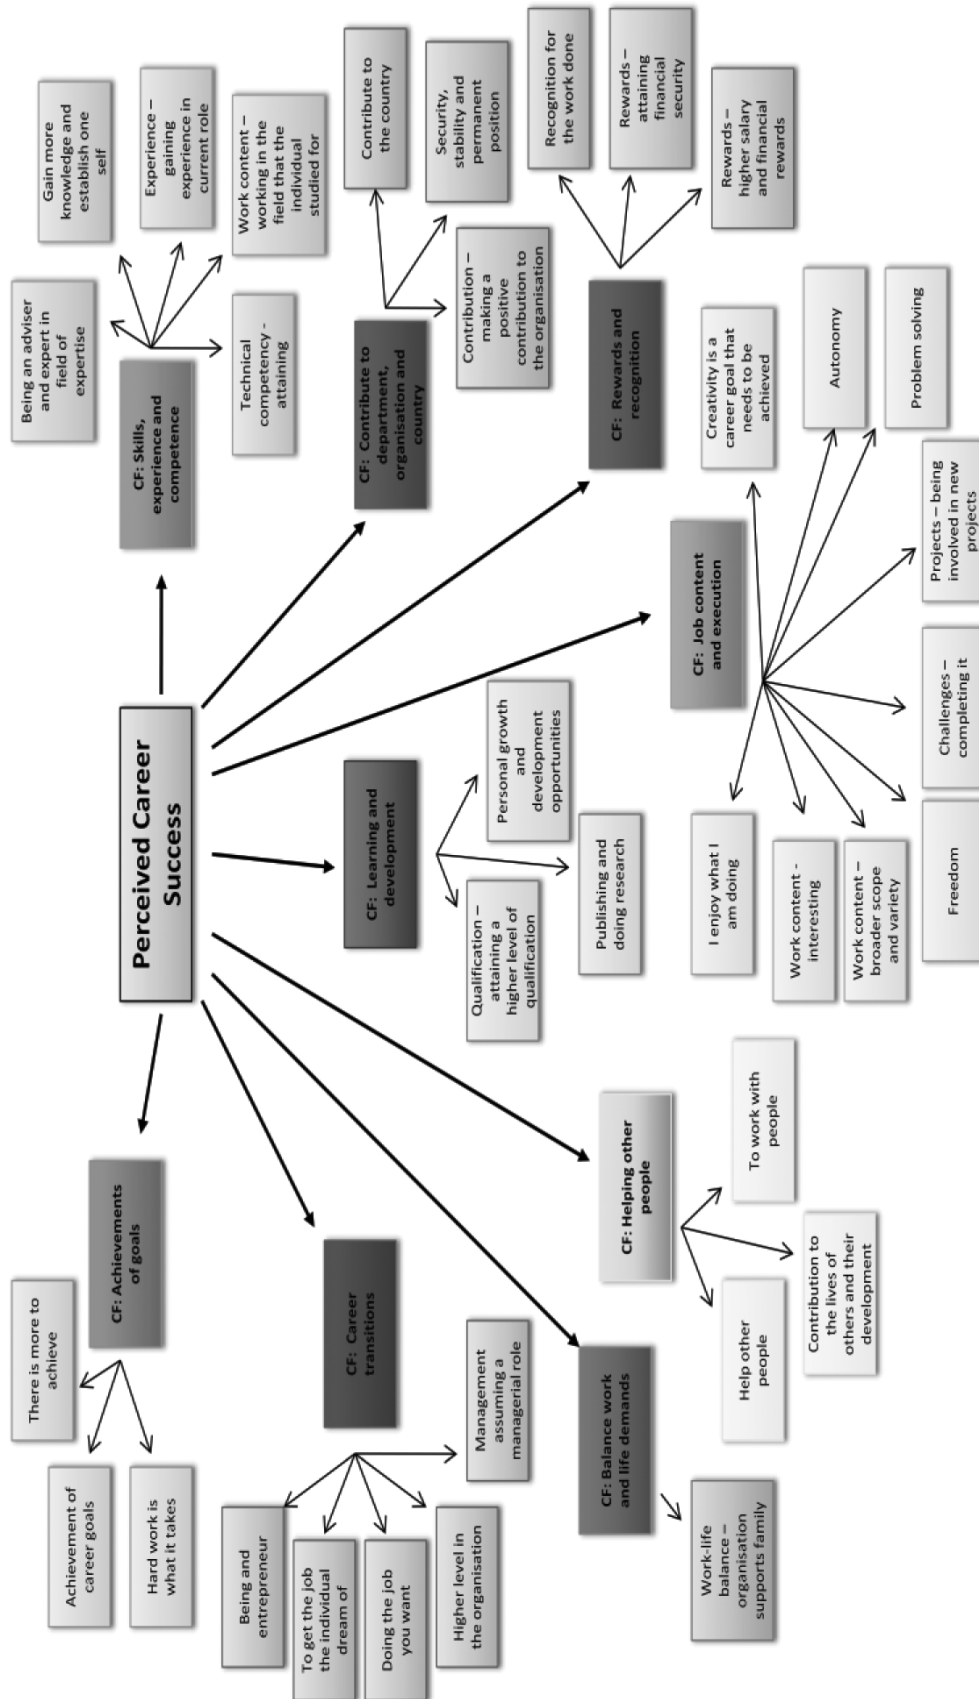 Perceived Career
Success
CF: Achievements
of goals
There is more to
achieve
Achievement of
career goals
Hard work is
what it takes
CF: Career
transitions
Being and
entrepreneur
To get the job
the individual
dream of
Doing the job
you want
Higher level in
the organisation
Management
assuming a
managerial role
CF: Balance work
and life demands
Work-life
balance –
organisation
supports family
CF: Helping other
people
Help other
people
Contribution to
the lives of
others and their
development
To work with
people
CF: Learning and
development
Qualification –
attaining a
higher level of
qualification
Publishing and
doing research
Personal growth
and
development
opportunities
CF: Job content
and execution
I enjoy what I
am doing
Work content -
interesting
Work content –
broader scope
and variety
Freedom
Challenges –
completing it
Projects – being
involved in new
projects
Problem solving
Autonomy
Creativity is a
career goal that
needs to be
achieved
CF: Rewards and
recognition
Recognition for
the work done
Rewards –
attaining
financial
security
Rewards –
higher salary
and financial
rewards
CF: Contribute to
department,
organisation and
country
Contribute to
the country
Security,
stability and
permanent
position
Contribution –
making a
positive
contribution to
the organisation
CF: Skills,
experience and
competence
Being an adviser
and expert in
field of
expertise
Gain more
knowledge and
establish one
self
Experience –
gaining
experience in
current role
Work content –
working in the
field that the
individual
studied for
Technical
competency -
attaining